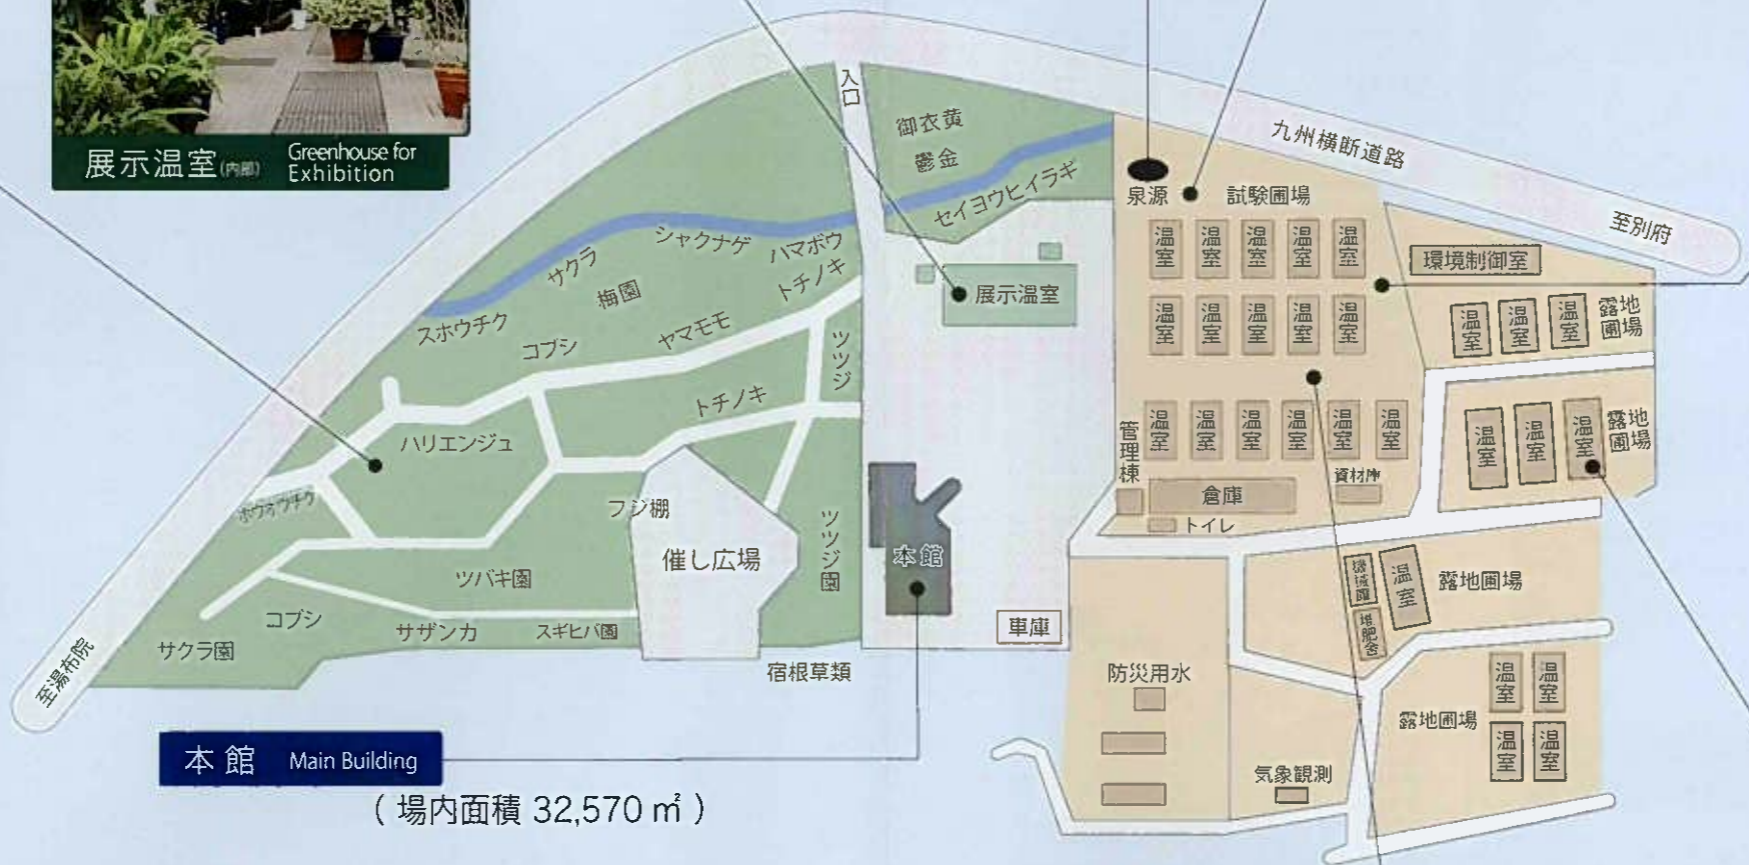 展示温室(内部)
Greenhouse for
Exhibition
入口
御衣黄
鬱金
セイヨウヒイラギ
九州横断道路
至別府
泉源
試験圃場
温室 温室 温室 温室 温室
環境制御室
シャクナゲ
ハマボウ
サクラ
トチノキ
梅園
スホウチク
コブシ
ヤマモモ
ツツジ
展示温室
温室 温室 温室 温室 温室
温室 温室 温室
露地圃場
トチノキ
ハリエンジュ
管理棟
温室 温室 温室 温室 温室 温室
温室 温室 温室
露地圃場
資材庫
倉庫
トイレ
ホウオウチク
フジ棚
催し広場
ツツジ園
本館
ツバキ園
機械庫
温室
露地圃場
堆肥舎
コブシ
サザンカ
スギヒバ園
車庫
サクラ園
至湯布院
宿根草類
防災用水
温室 温室
露地圃場
温室 温室
気象観測
本館 Main Building
(場内面積 32,570 ㎡)